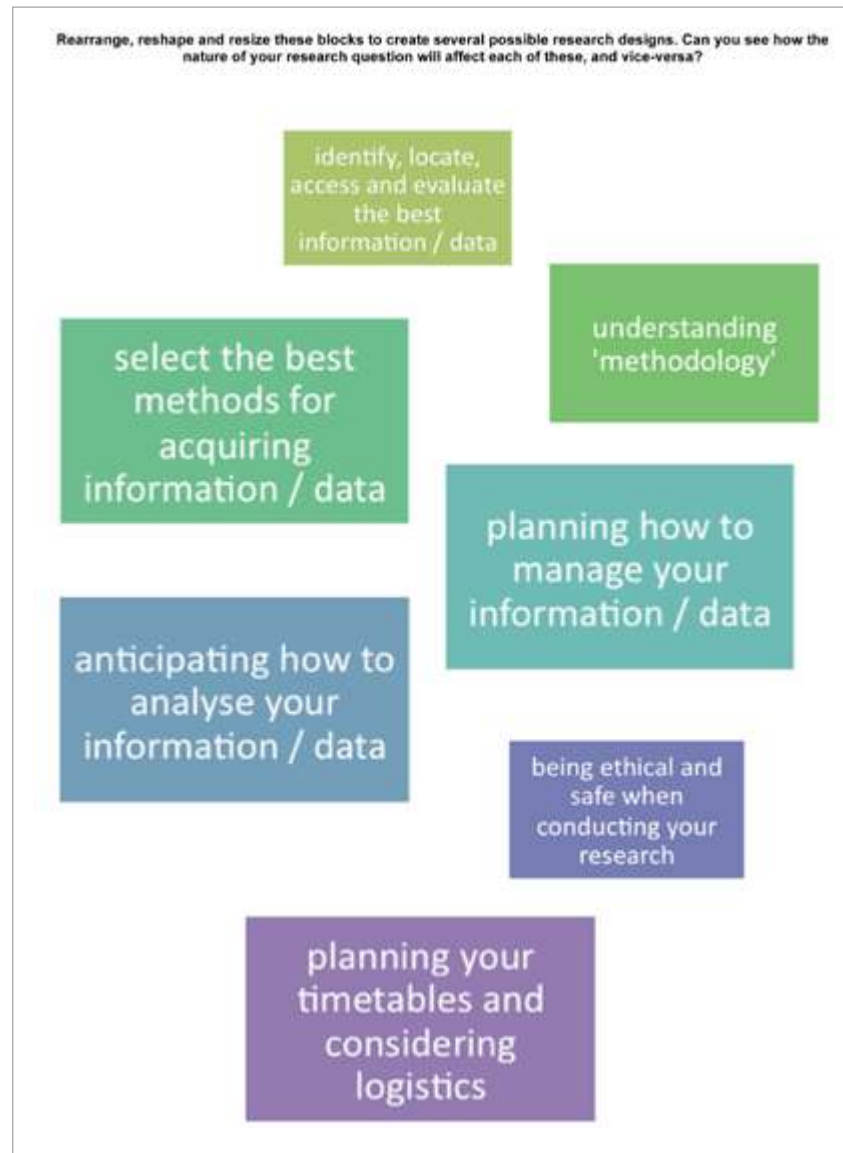 Rearrange, reshape and resize these blocks to create several possible research designs. Can you see how the
nature of your research question will affect each of these, and vice-versa?
identify, locate,
access and evaluate
the best
information / data
understanding
'methodology'
select the best
methods for
acquiring
information / data
planning how to
manage your
information / data
anticipating how to
analyse your
information / data
being ethical and
safe when
conducting your
research
planning your
timetables and
considering
logistics